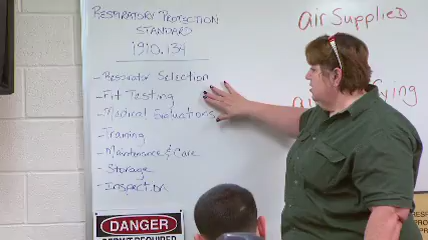 RESPIRATORY PROTECTION
STANDARD
1910.134
- Respirator Selection
- Fit Testing
- Medical Evaluations
- Training
- Maintenance & Care
- Storage
- Inspection
air Supplied
DANGER